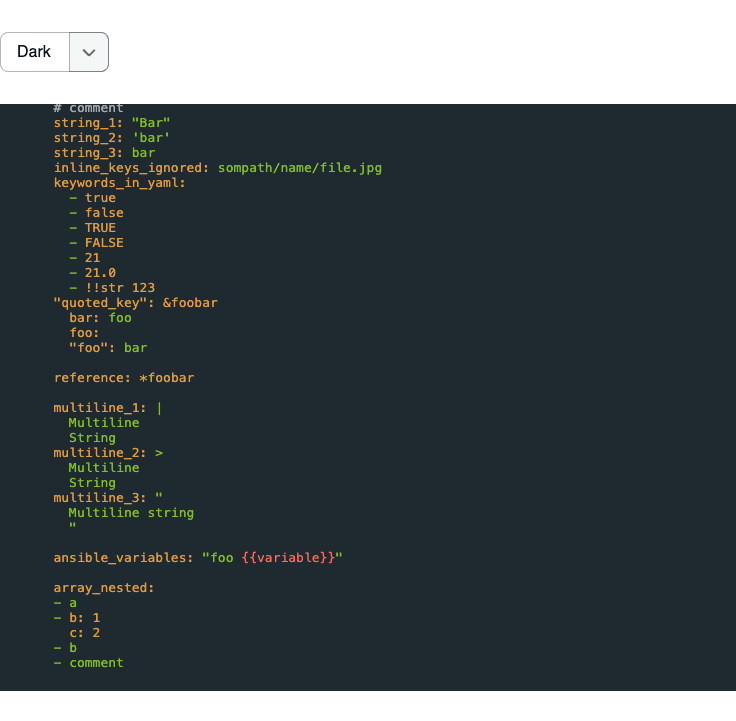 Dark
# comment
string_1: "Bar"
string_2: 'bar'
string_3: bar
inline_keys_ignored: sompath/name/file.jpg
keywords_in_yaml:
  - true
  - false
  - TRUE
  - FALSE
  - 21
  - 21.0
  - !!str 123
"quoted_key": &foobar
  bar: foo
  foo:
  "foo": bar

reference: *foobar

multiline_1: |
  Multiline
  String
multiline_2: >
  Multiline
  String
multiline_3: "
  Multiline string
  "

ansible_variables: "foo {{variable}}"

array_nested:
- a
- b: 1
  c: 2
- b
- comment